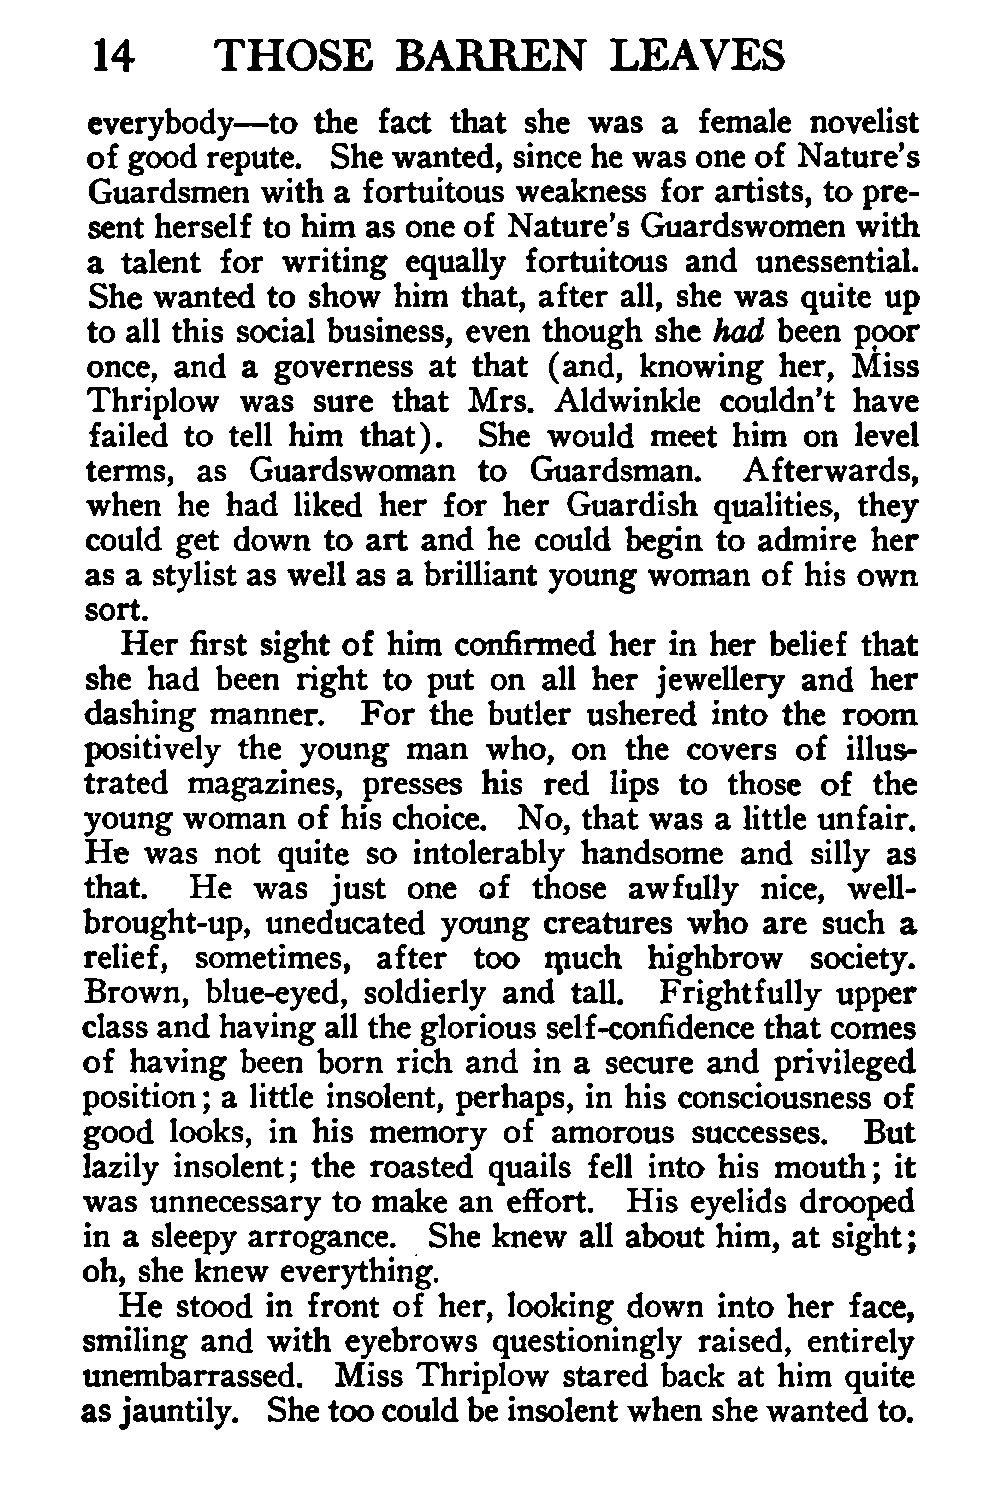 14 THOSE BARREN LEAVES
everybody—to the fact that she was a female novelist
of good repute. She wanted, since he was one of Nature's
Guardsmen with a fortuitous weakness for artists, to pre-
sent herself to him as one of Nature's Guardswomen with
a talent for writing equally fortuitous and unessential.
She wanted to show him that, after all, she was quite up
to all this social business, even though she had been poor
once, and a governess at that (and, knowing her, Miss
Thriplow was sure that Mrs. Aldwinkle couldn't have
failed to tell him that). She would meet him on level
terms, as Guardswoman to Guardsman. Afterwards,
when he had liked her for her Guardish qualities, they
could get down to art and he could begin to admire her
as a stylist as well as a brilliant young woman of his own
sort.
Her first sight of him confirmed her in her belief that
she had been right to put on all her jewellery and her
dashing manner. For the butler ushered into the room
positively the young man who, on the covers of illus-
trated magazines, presses his red lips to those of the
young woman of his choice. No, that was a little unfair.
He was not quite so intolerably handsome and silly as
that. He was just one of those awfully nice, well-
brought-up, uneducated young creatures who are such a
relief, sometimes, after too much highbrow society.
Brown, blue-eyed, soldierly and tall. Frightfully upper
class and having all the glorious self-confidence that comes
of having been born rich and in a secure and privileged
position; a little insolent, perhaps, in his consciousness of
good looks, in his memory of amorous successes. But
lazily insolent; the roasted quails fell into his mouth; it
was unnecessary to make an effort. His eyelids drooped
in a sleepy arrogance. She knew all about him, at sight;
oh, she knew everything.
He stood in front of her, looking down into her face,
smiling and with eyebrows questioningly raised, entirely
unembarrassed. Miss Thriplow stared back at him quite
as jauntily. She too could be insolent when she wanted to.